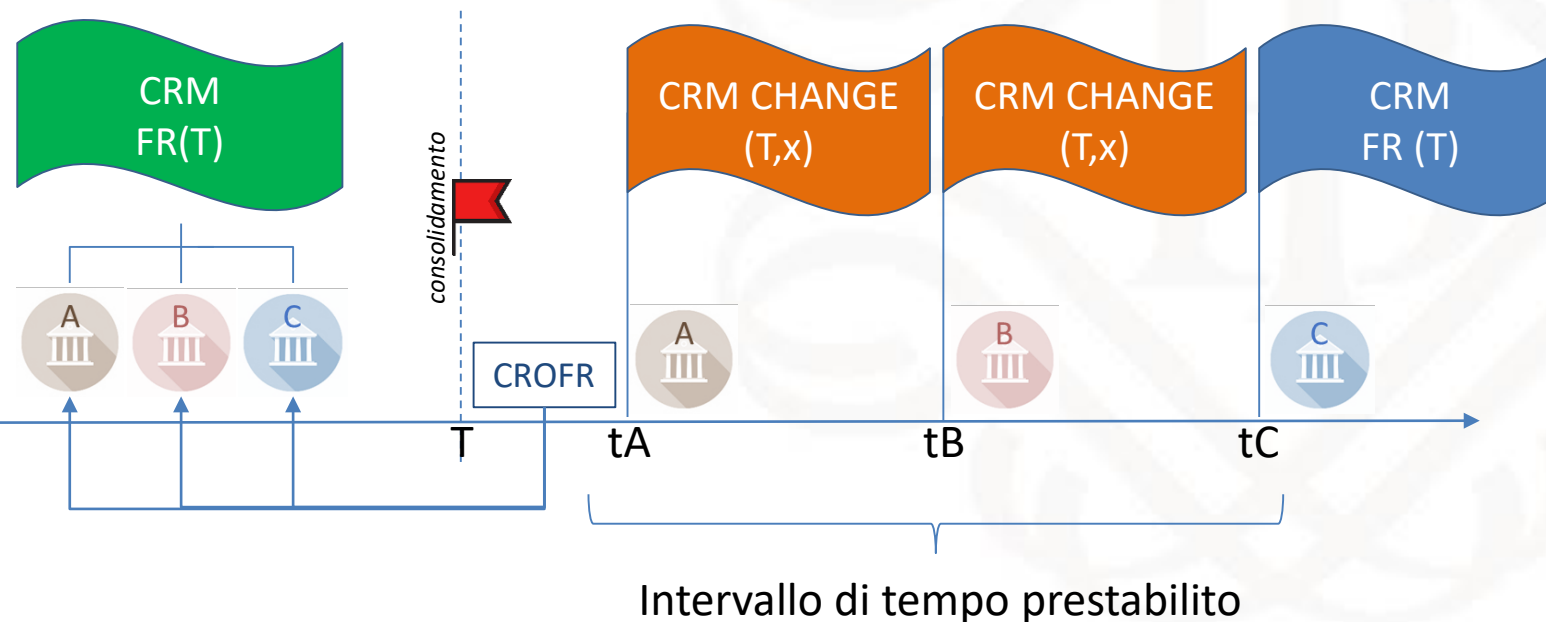 CRM
FR(T)
consolidamento
CRM CHANGE
(T,x)
CRM CHANGE
(T,x)
CRM
FR (T)
A
B
C
CROFR
A
B
C
T
tA
tB
tC
Intervallo di tempo prestabilito